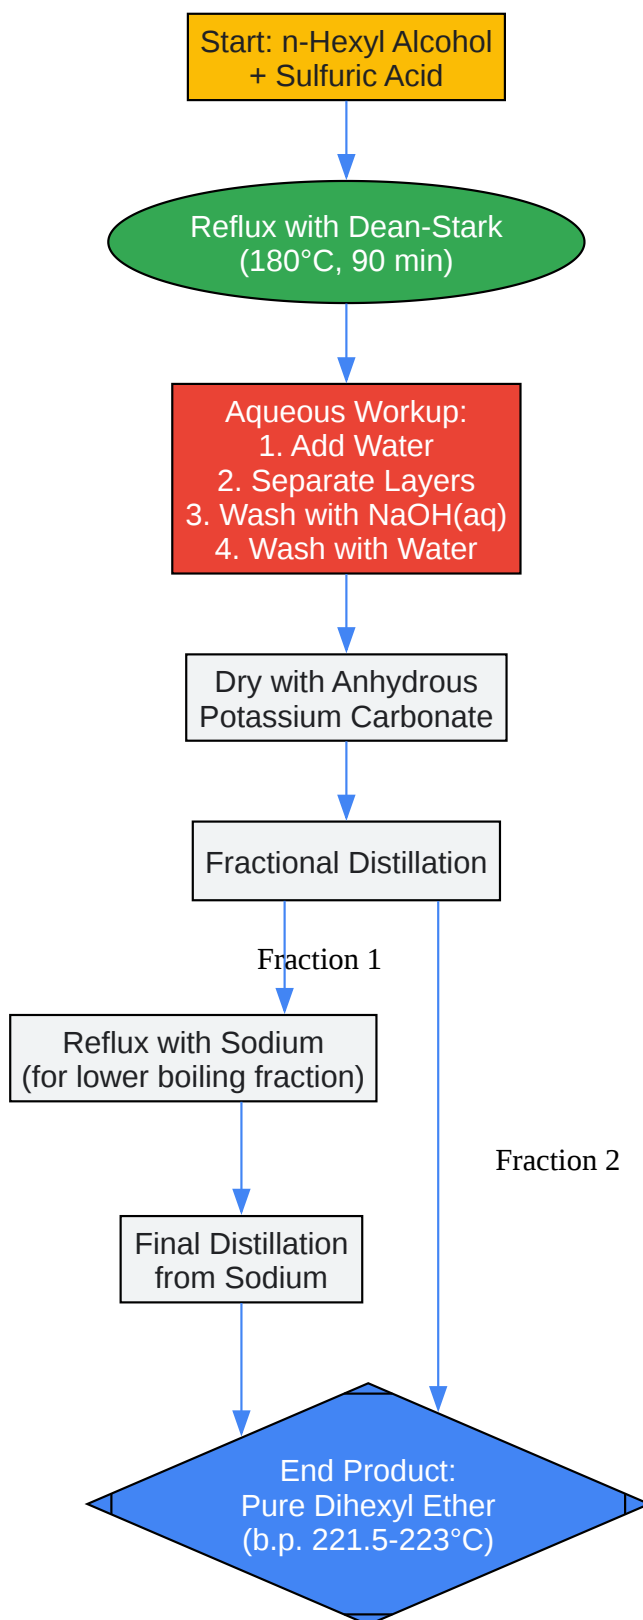 Start: n-Hexyl Alcohol
+ Sulfuric Acid
Reflux with Dean-Stark
(180°C, 90 min)
Aqueous Workup:
1. Add Water
2. Separate Layers
3. Wash with NaOH(aq)
4. Wash with Water
Dry with Anhydrous
Potassium Carbonate
Fractional Distillation
Fraction 1
Reflux with Sodium
(for lower boiling fraction)
Fraction 2
Final Distillation
from Sodium
End Product:
Pure Dihexyl Ether
(b.p. 221.5-223°C)